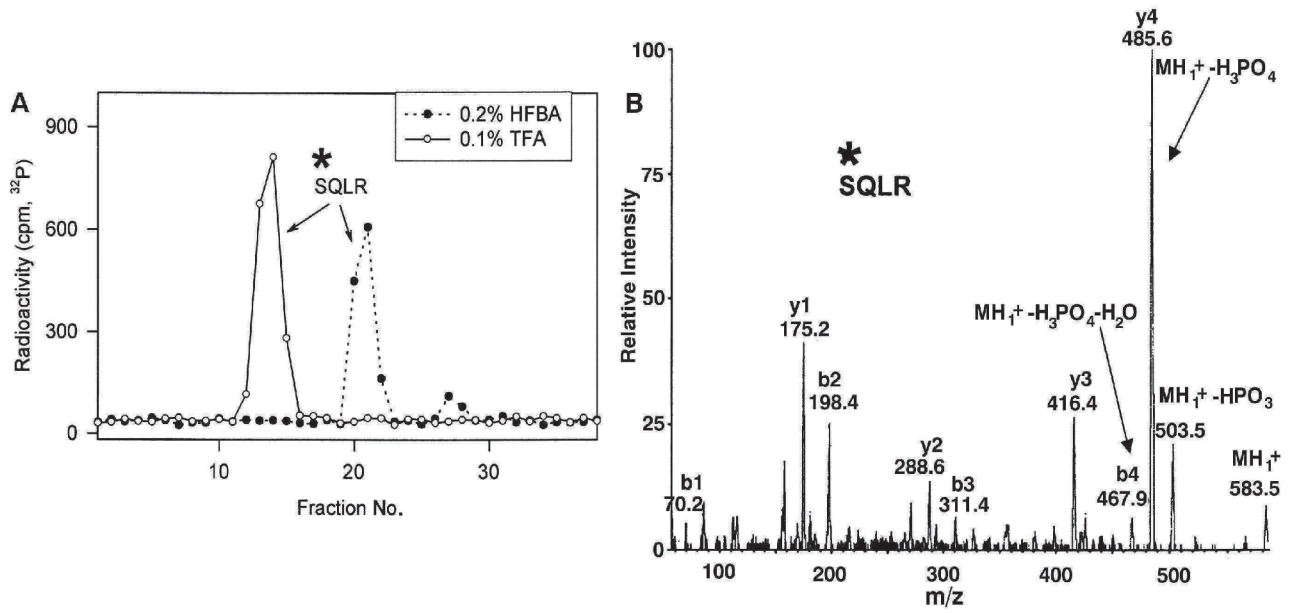 A
Radioactivity (cpm, ³²P)
900
600
300
0
10
20
30
Fraction No.
0.2% HFBA
0.1% TFA
*
SQLR
B
Relative Intensity
100
75
50
25
0
100
200
300
400
500
m/z
*
SQLR
b1
70.2
y1
175.2
b2
198.4
y2
288.6
b3
311.4
y3
416.4
MH₁⁺ -H₃PO₄-H₂O
b4
467.9
y4
485.6
MH₁⁺ -H₃PO₄
MH₁⁺ -HPO₃
503.5
MH₁⁺
583.5